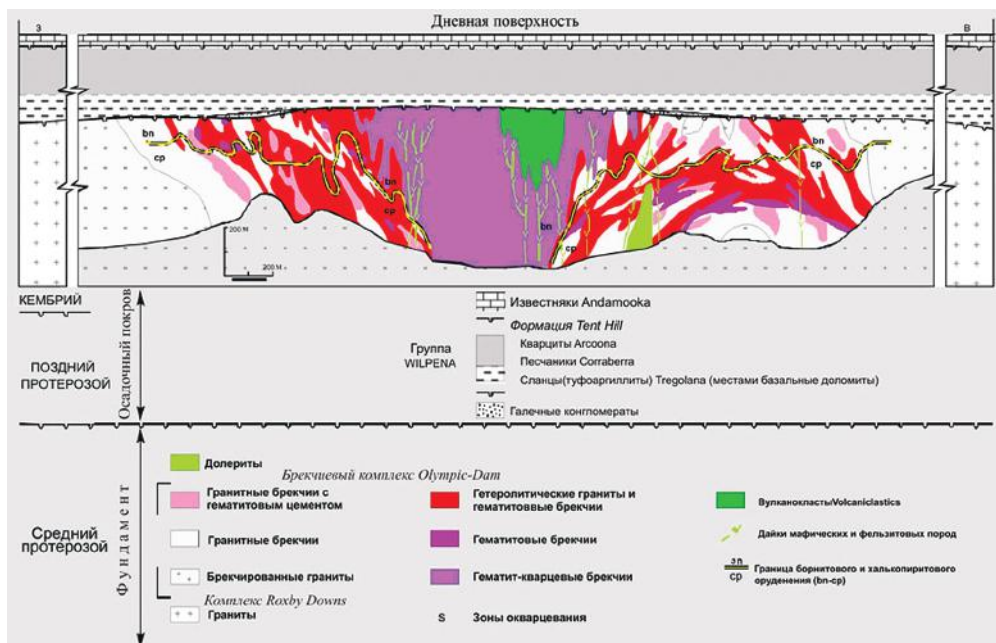 Дневная поверхность
З
В
bn
cp
bn
cp
bn
cp
bn
cp
200 М
200 М
КЕМБРИЙ
ПОЗДНИЙ
ПРОТЕРОЗОЙ
Осадочный покров
Группа
WILPENA
Известняки Andamooka
Формация Tent Hill
Кварциты Arcoona
Песчаники Corraberra
Сланцы(туфоаргиллиты) Tregolana (местами базальные доломиты)
Галечные конгломераты
Средний
протерозой
Фундамент
Долериты
Брекчиевый комплекс Olympic-Dam
Гранитные брекчии с
гематитовым цементом
Гранитные брекчии
Брекчированные граниты
Комплекс Roxby Downs
Граниты
Гетеролитические граниты и
гематитовые брекчии
Гематитовые брекчии
Гематит-кварцевые брекчии
S Зоны окварцевания
Вулканокласты/Volcaniclastics
Дайки мафических и фельзитовых пород
cp
Граница борнитового и халькопиритового
оруденения (bn-cp)